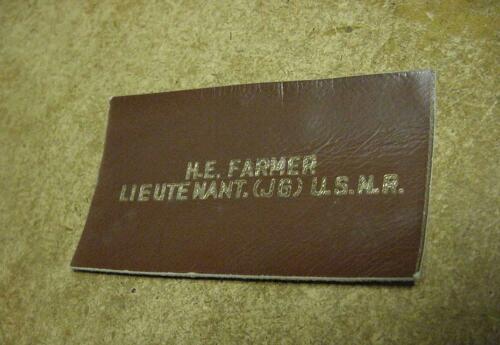 H.E. FARMER
LIEUTENANT.(JG) U.S.N.R.